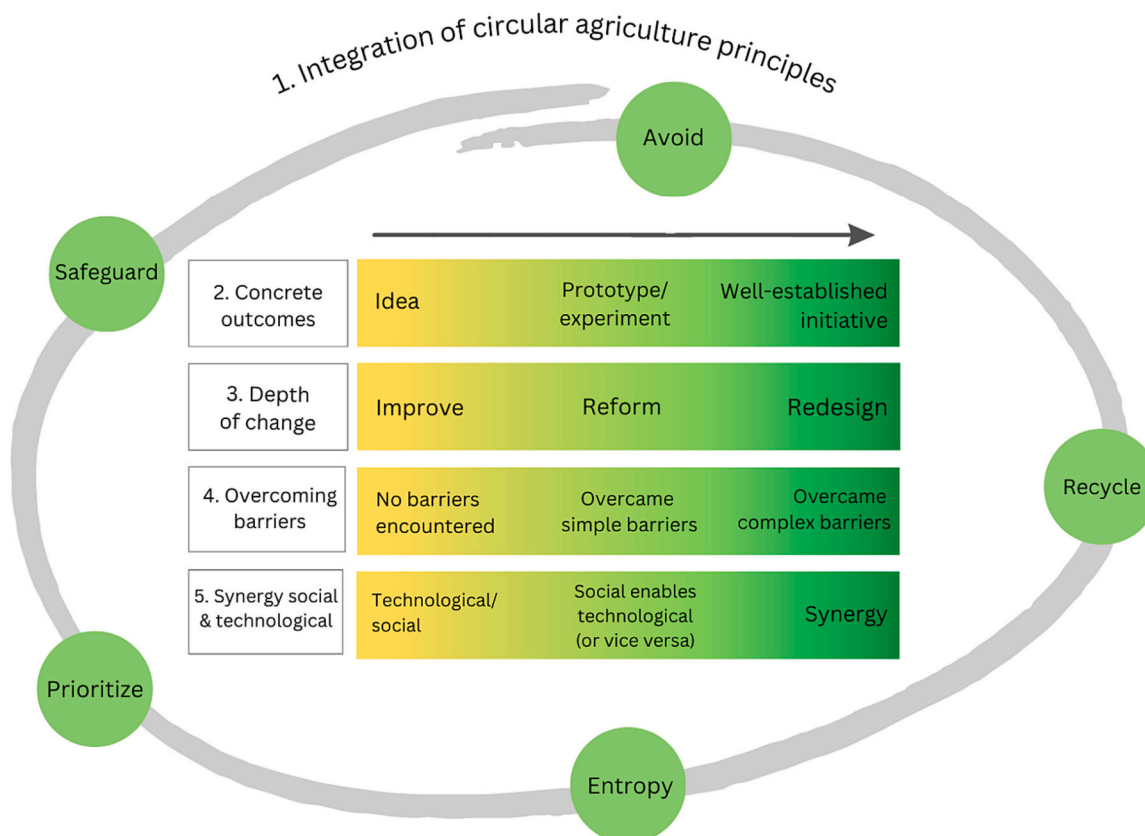 1. Integration of circular agriculture principles
Avoid
Safeguard
2. Concrete
outcomes
Idea
Prototype/
experiment
Well-established
initiative
3. Depth
of change
Improve
Reform
Redesign
4. Overcoming
barriers
No barriers
encountered
Overcame
simple barriers
Overcame
complex barriers
Recycle
5. Synergy social
& technological
Technological/
social
Social enables
technological
(or vice versa)
Synergy
Prioritize
Entropy